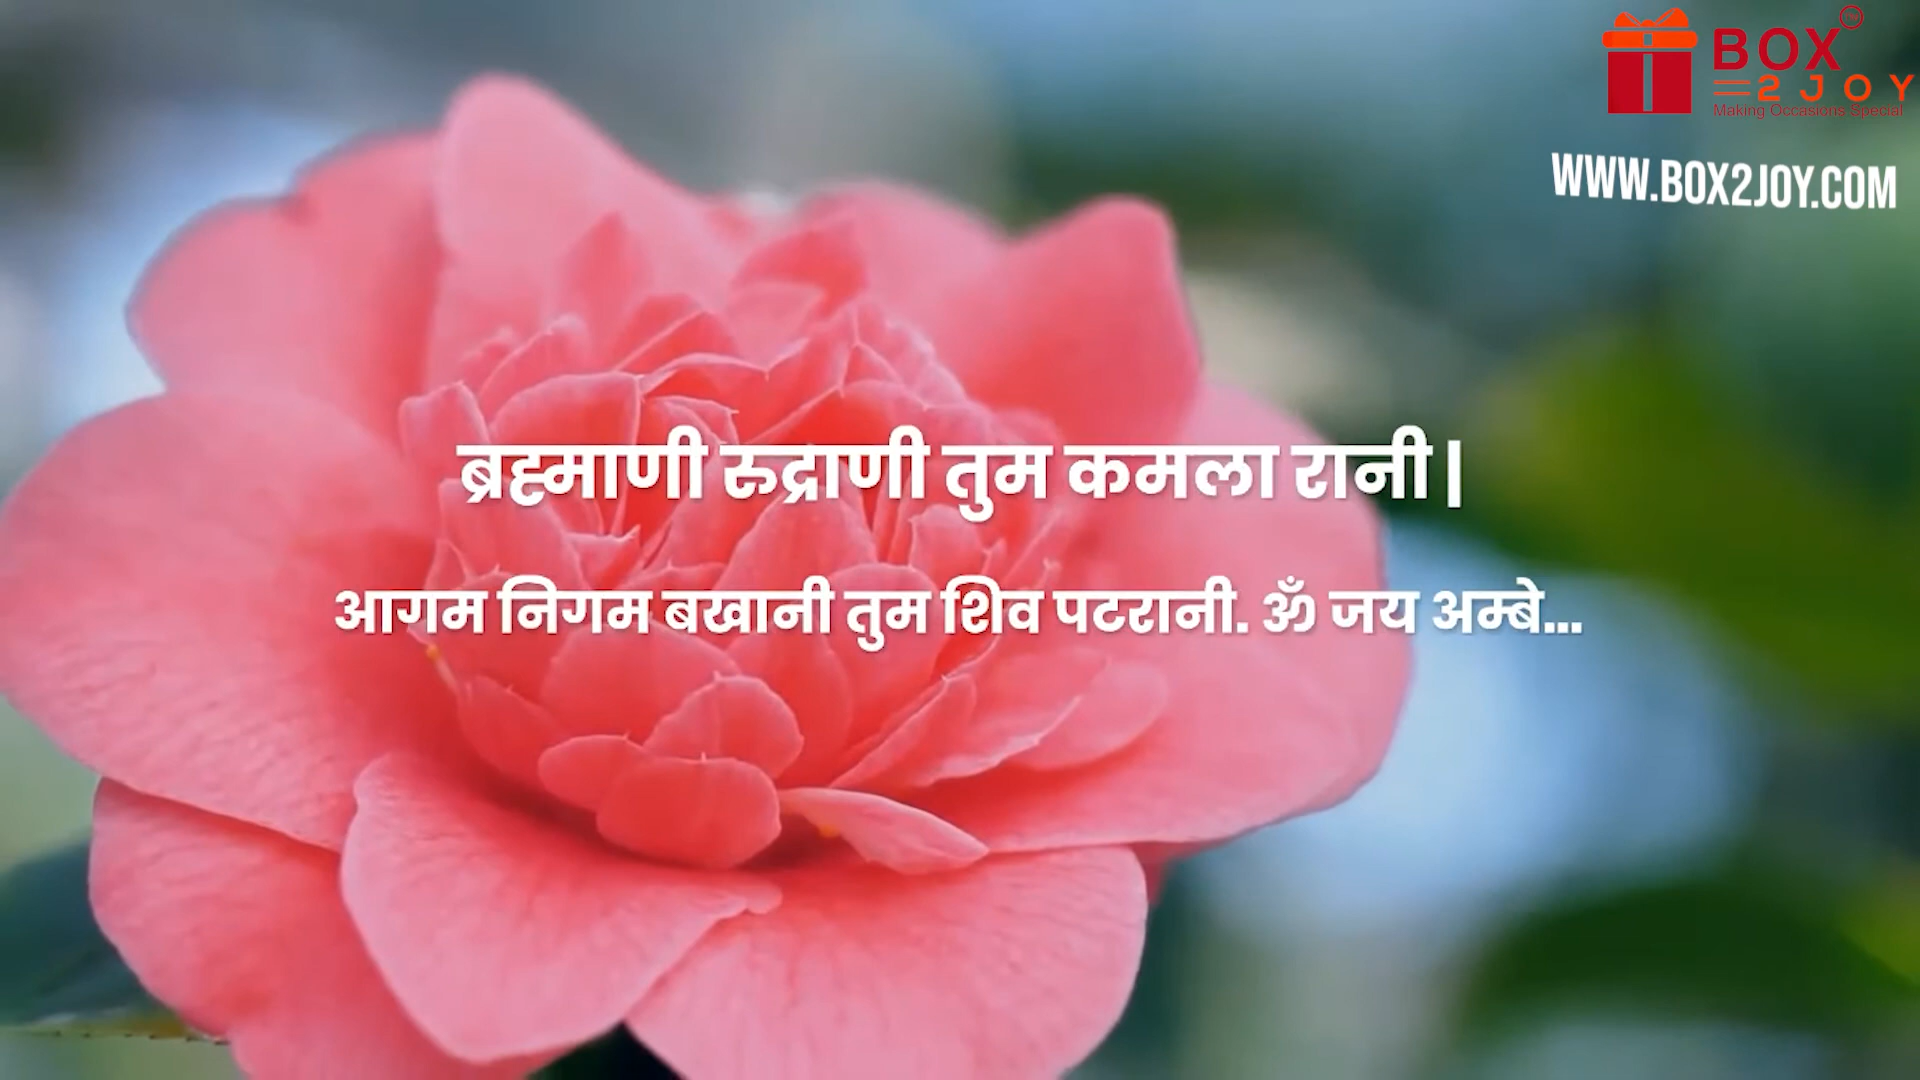 BOX
2JOY
Making Occasions Special
WWW.BOX2JOY.COM
ब्रह्माणी रुद्राणी तुम कमला रानी |
आगम निगम बखानी तुम शिव पटरानी. ॐ जय अम्बे...